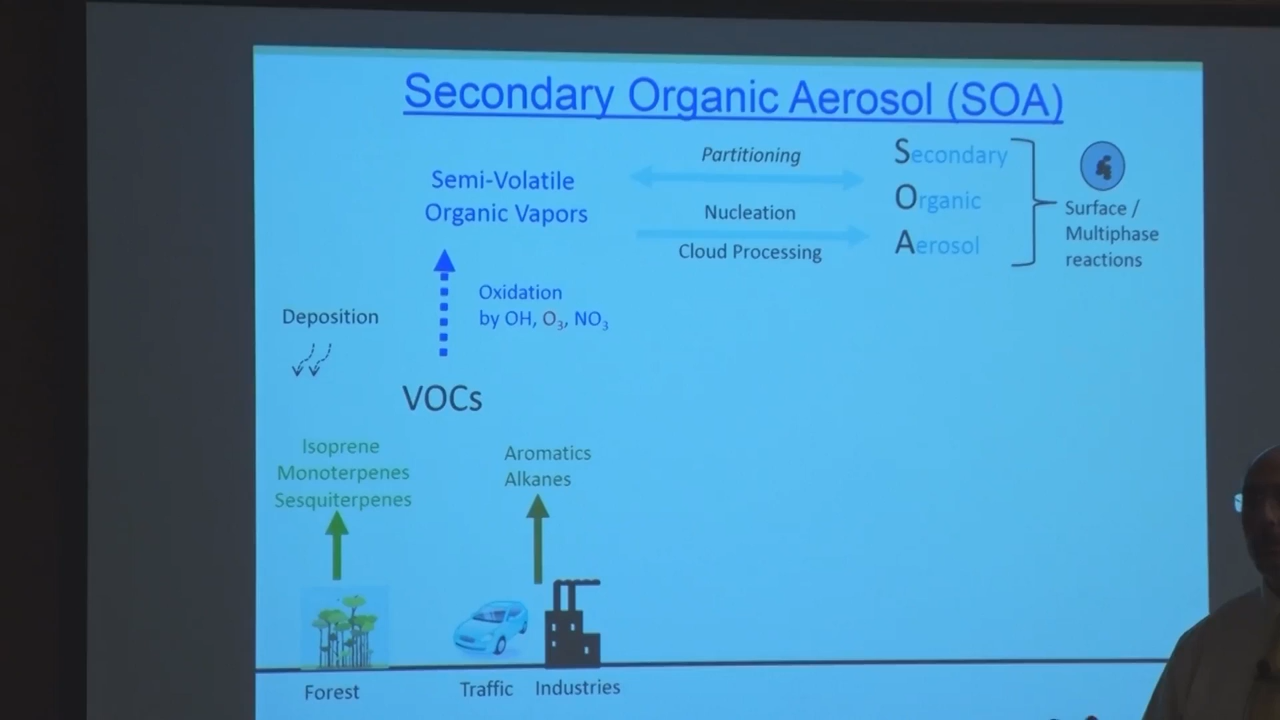 Secondary Organic Aerosol (SOA)
Semi-Volatile
Organic Vapors
Partitioning
Nucleation
Cloud Processing
Secondary
Organic
Aerosol
Surface /
Multiphase
reactions
Oxidation
by OH, O₃, NO₃
Deposition
VOCs
Isoprene
Monoterpenes
Sesquiterpenes
Aromatics
Alkanes
Forest
Traffic
Industries